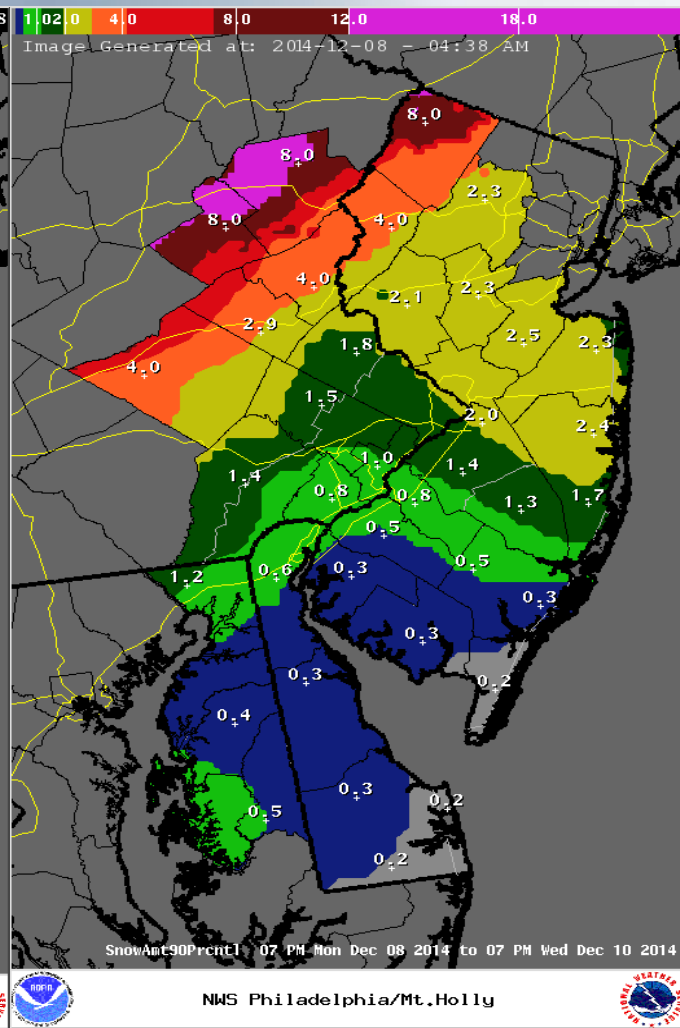 8 1.0 2.0 4.0 8.0 12.0 18.0
Image Generated at: 2014-12-08 - 04:38 AM
8.0
8.0
2.3
8.0 4.0
4.0
2.1 2.3
2.9 2.5
1.8 2.3
4.0
1.5
2.0 2.4
1.0
1.4 1.4
0.8 0.8 1.3 1.7
0.5
1.2 0.6 0.3 0.5
0.3
0.3
0.3 0.2
0.4
0.3 0.2
0.5
0.2
SnowAmt90Prcntl 07 PM Mon Dec 08 2014 to 07 PM Wed Dec 10 2014
NOAA
NWS Philadelphia/Mt.Holly
NATIONAL WEATHER